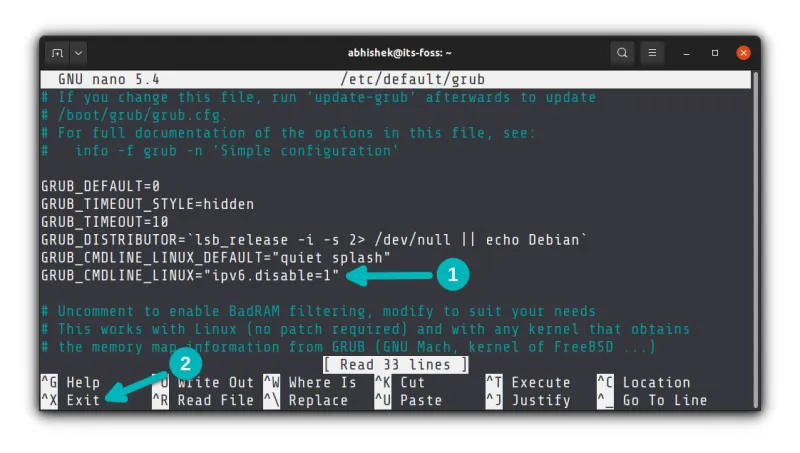 abhishek@its-foss: ~
GNU nano 5.4 /etc/default/grub
# If you change this file, run 'update-grub' afterwards to update
# /boot/grub/grub.cfg.
# For full documentation of the options in this file, see:
#   info -f grub -n 'Simple configuration'
GRUB_DEFAULT=0
GRUB_TIMEOUT_STYLE=hidden
GRUB_TIMEOUT=10
GRUB_DISTRIBUTOR=`lsb_release -i -s 2> /dev/null || echo Debian`
GRUB_CMDLINE_LINUX_DEFAULT="quiet splash"
GRUB_CMDLINE_LINUX="ipv6.disable=1" 1
# Uncomment to enable BadRAM filtering, modify to suit your needs
# This works with Linux (no patch required) and with any kernel that obtains
# the memory map information from GRUB (GNU Mach, kernel of FreeBSD ...)
2 [ Read 33 lines ]
^G Help ^O Write Out ^W Where Is ^K Cut ^T Execute ^C Location
^X Exit ^R Read File ^\ Replace ^U Paste ^J Justify ^_ Go To Line